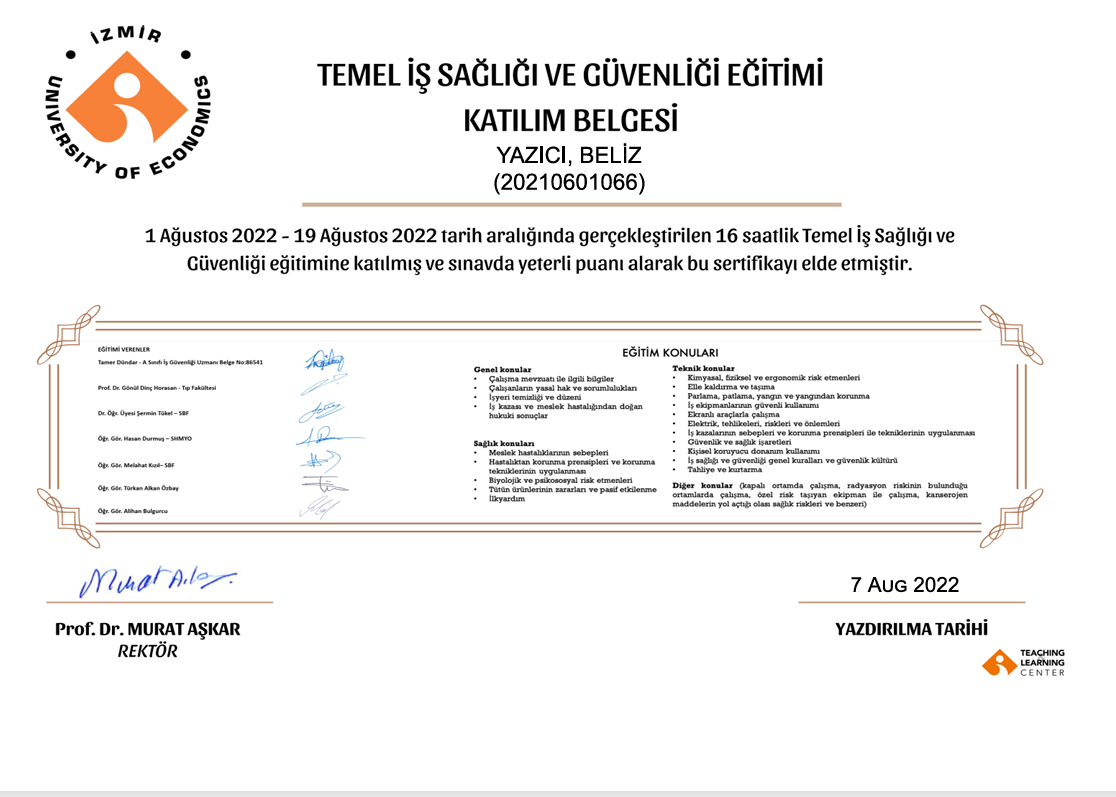 İZMİR
UNIVERSITY OF ECONOMICS
TEMEL İŞ SAĞLIĞI VE GÜVENLİĞİ EĞİTİMİ
KATILIM BELGESİ
YAZICI, BELİZ
(20210601066)
1 Ağustos 2022 - 19 Ağustos 2022 tarih aralığında gerçekleştirilen 16 saatlik Temel İş Sağlığı ve
Güvenliği eğitimine katılmış ve sınavda yeterli puanı alarak bu sertifikayı elde etmiştir.
EĞİTİMİ VERENLER
Tamer Dündar - A Sınıfı İş Güvenliği Uzmanı Belge No:86541
Prof. Dr. Gönül Dinç Horasan - Tıp Fakültesi
Dr. Öğr. Üyesi Şermin Tükel – SBF
Öğr. Gör. Hasan Durmuş – SHMYO
Öğr. Gör. Melahat Kızıl– SBF
Öğr. Gör. Türkan Alkan Özbay
Öğr. Gör. Alihan Bulgurcu
EĞİTİM KONULARI
Genel konular
• Çalışma mevzuatı ile ilgili bilgiler
• Çalışanların yasal hak ve sorumlulukları
• İşyeri temizliği ve düzeni
• İş kazası ve meslek hastalığından doğan
hukuki sonuçlar
Sağlık konuları
• Meslek hastalıklarının sebepleri
• Hastalıktan korunma prensipleri ve korunma
tekniklerinin uygulanması
• Biyolojik ve psikososyal risk etmenleri
• Tütün ürünlerinin zararları ve pasif etkilenme
• İlkyardım
Teknik konular
• Kimyasal, fiziksel ve ergonomik risk etmenleri
• Elle kaldırma ve taşıma
• Parlama, patlama, yangın ve yangından korunma
• İş ekipmanlarının güvenli kullanımı
• Ekranlı araçlarla çalışma
• Elektrik, tehlikeleri, riskleri ve önlemleri
• İş kazalarının sebepleri ve korunma prensipleri ile tekniklerinin uygulanması
• Güvenlik ve sağlık işaretleri
• Kişisel koruyucu donanım kullanımı
• İş sağlığı ve güvenliği genel kuralları ve güvenlik kültürü
• Tahliye ve kurtarma
Diğer konular (kapalı ortamda çalışma, radyasyon riskinin bulunduğu
ortamlarda çalışma, özel risk taşıyan ekipman ile çalışma, kanserojen
maddelerin yol açtığı olası sağlık riskleri ve benzeri)
Prof. Dr. MURAT AŞKAR
REKTÖR
7 Aug 2022
YAZDIRILMA TARİHİ
TEACHING
LEARNING
CENTER